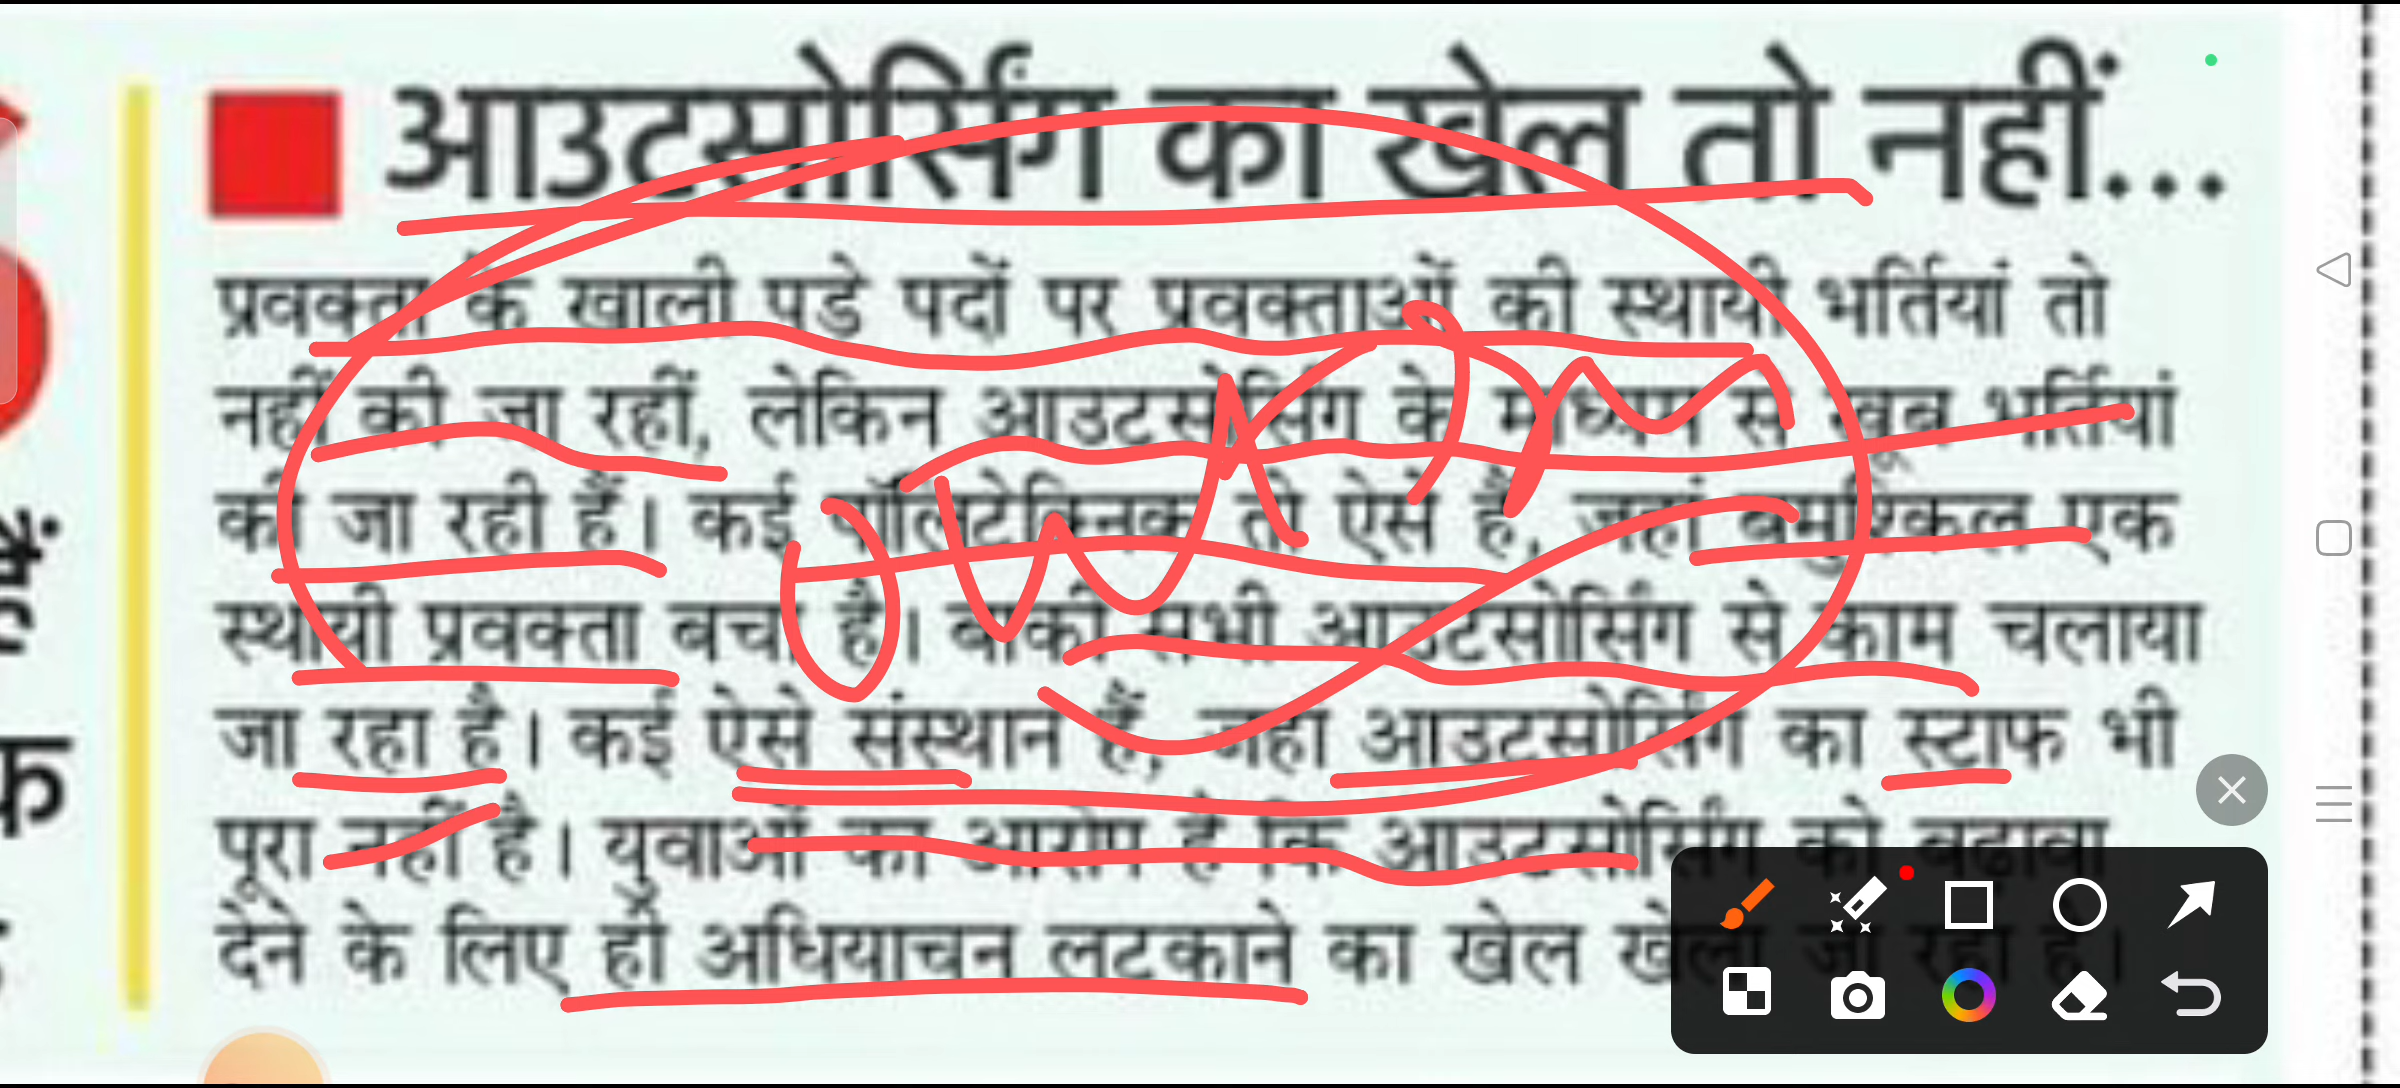 आउटसोर्सिंग का खेल तो नहीं...
प्रवक्ता के खाली पडे पदों पर प्रवक्ताओं की स्थायी भर्तियां तो
नहीं की जा रहीं, लेकिन आउटसोर्सिंग के माध्यम से खूब भर्तियां
की जा रही हैं। कई पॉलिटेक्निक तो ऐसे हैं, जहां बमुश्किल एक
स्थायी प्रवक्ता बचा है। बाकी सभी आउटसोर्सिंग से काम चलाया
जा रहा है। कई ऐसे संस्थान हैं, जहां आउटसोर्सिंग का स्टाफ भी
पूरा नहीं है। युवाओं का आरोप है कि आउटसोर्सिंग को बढावा
देने के लिए ही अधियाचन लटकाने का खेल खेला जा रहा है।